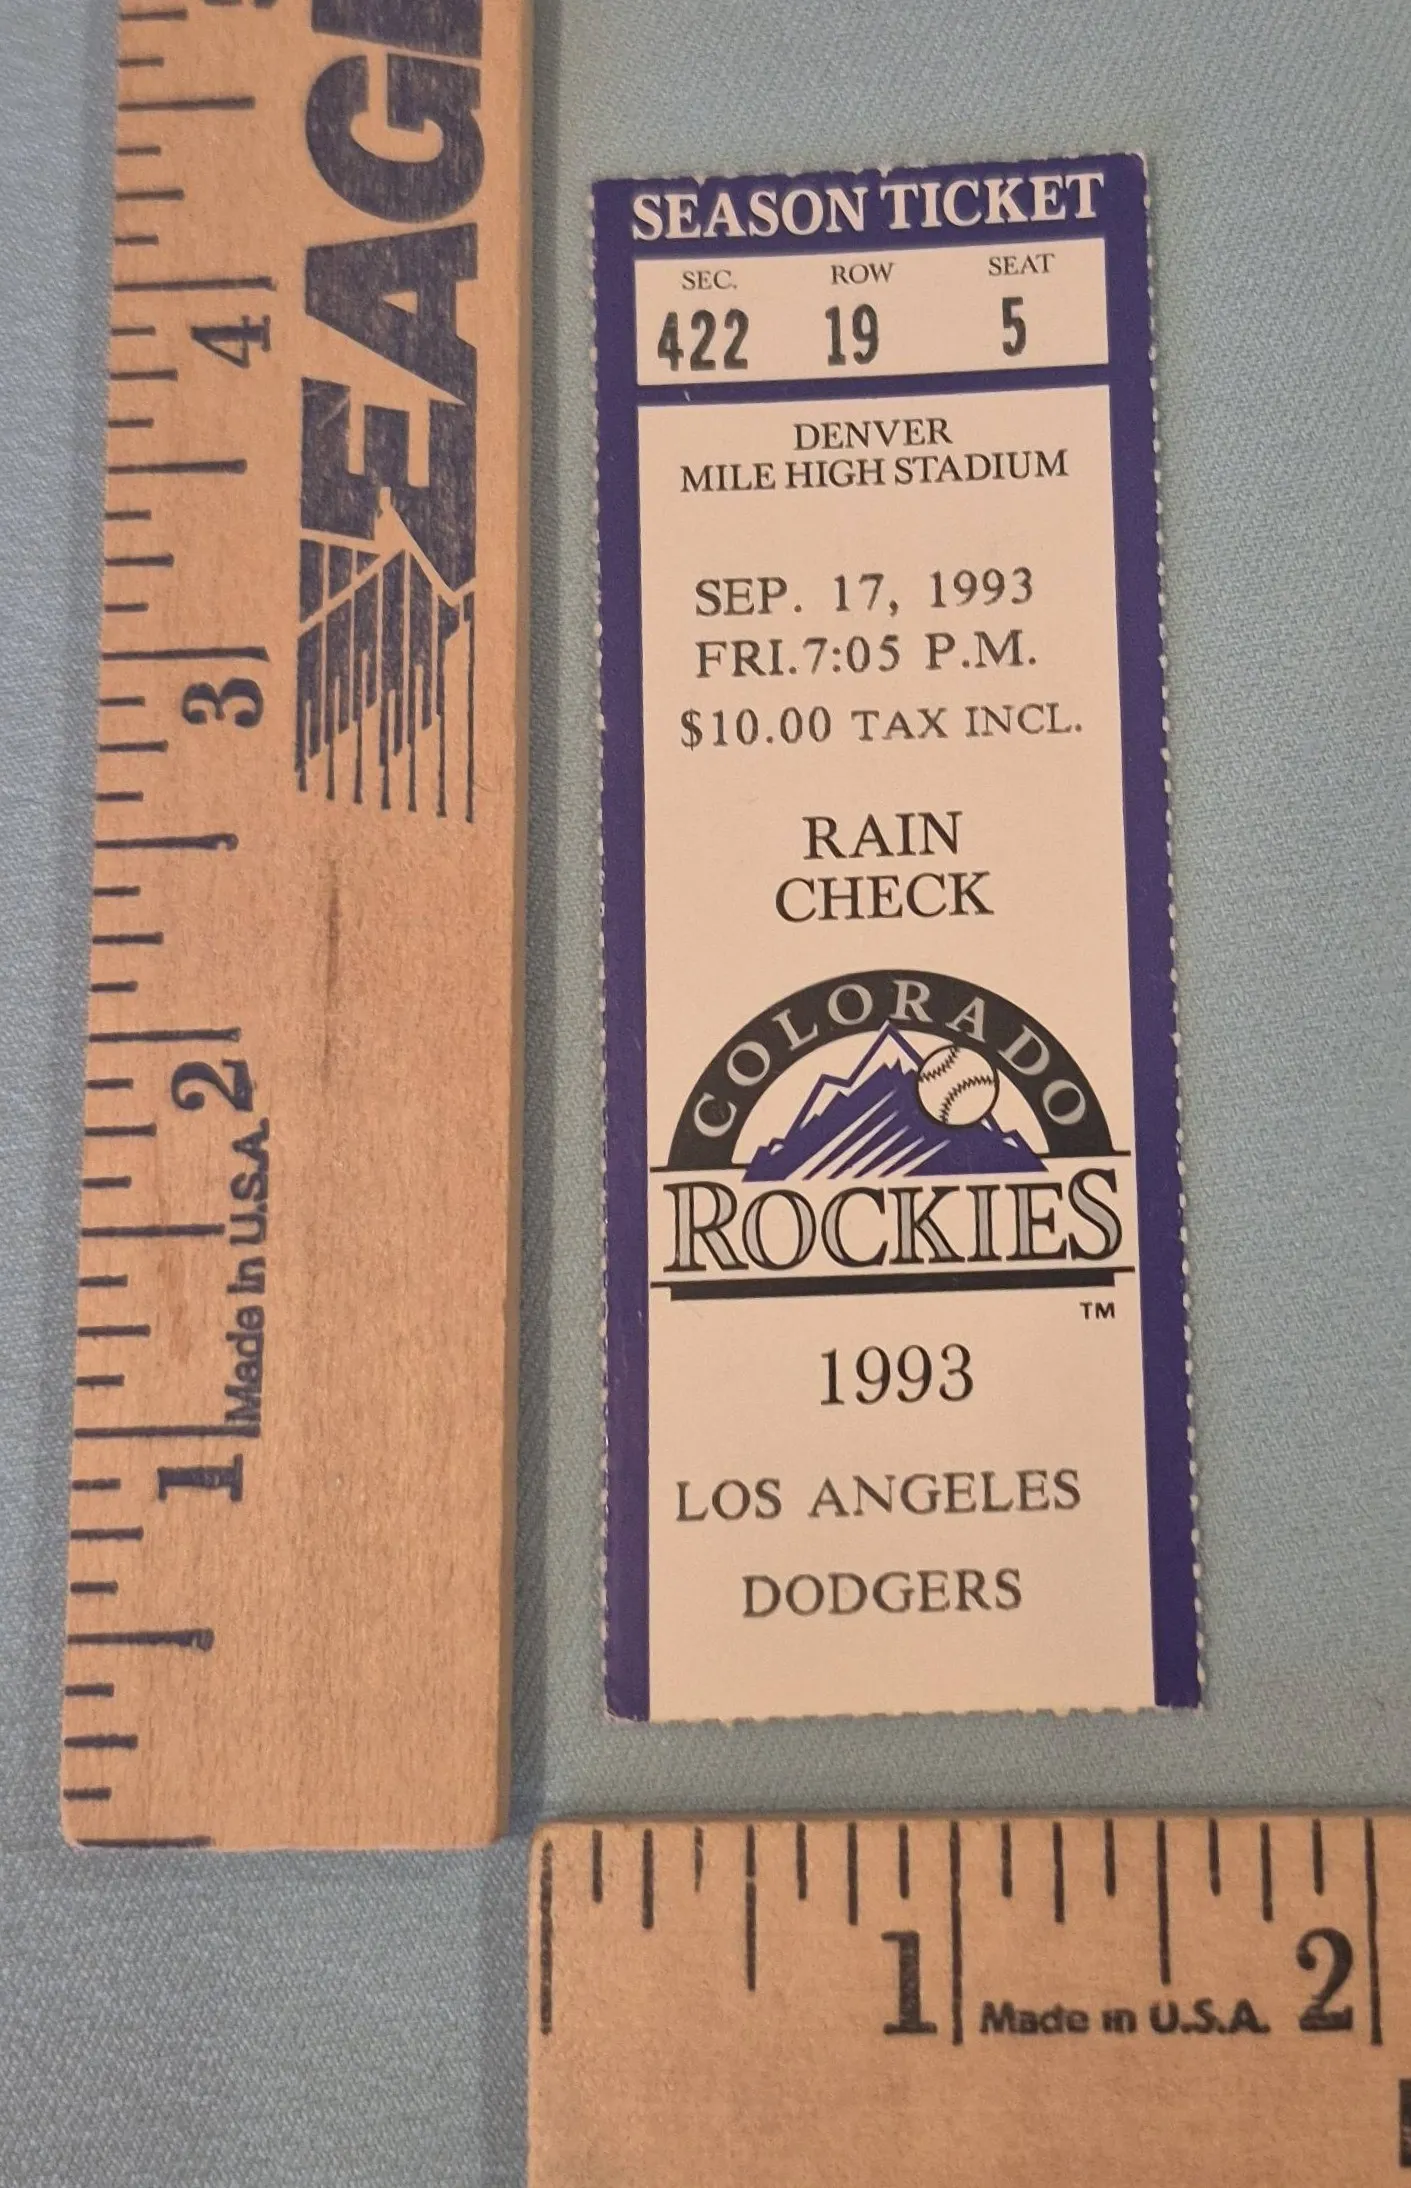 SEASON TICKET
SEC. ROW SEAT
422 19 5
DENVER
MILE HIGH STADIUM
SEP. 17, 1993
FRI.7:05 P.M.
$10.00 TAX INCL.
RAIN
CHECK
COLORADO
ROCKIES
TM
1993
LOS ANGELES
DODGERS
4
3
2
1
Made In U.S.A.
1
2
Made in U.S.A.